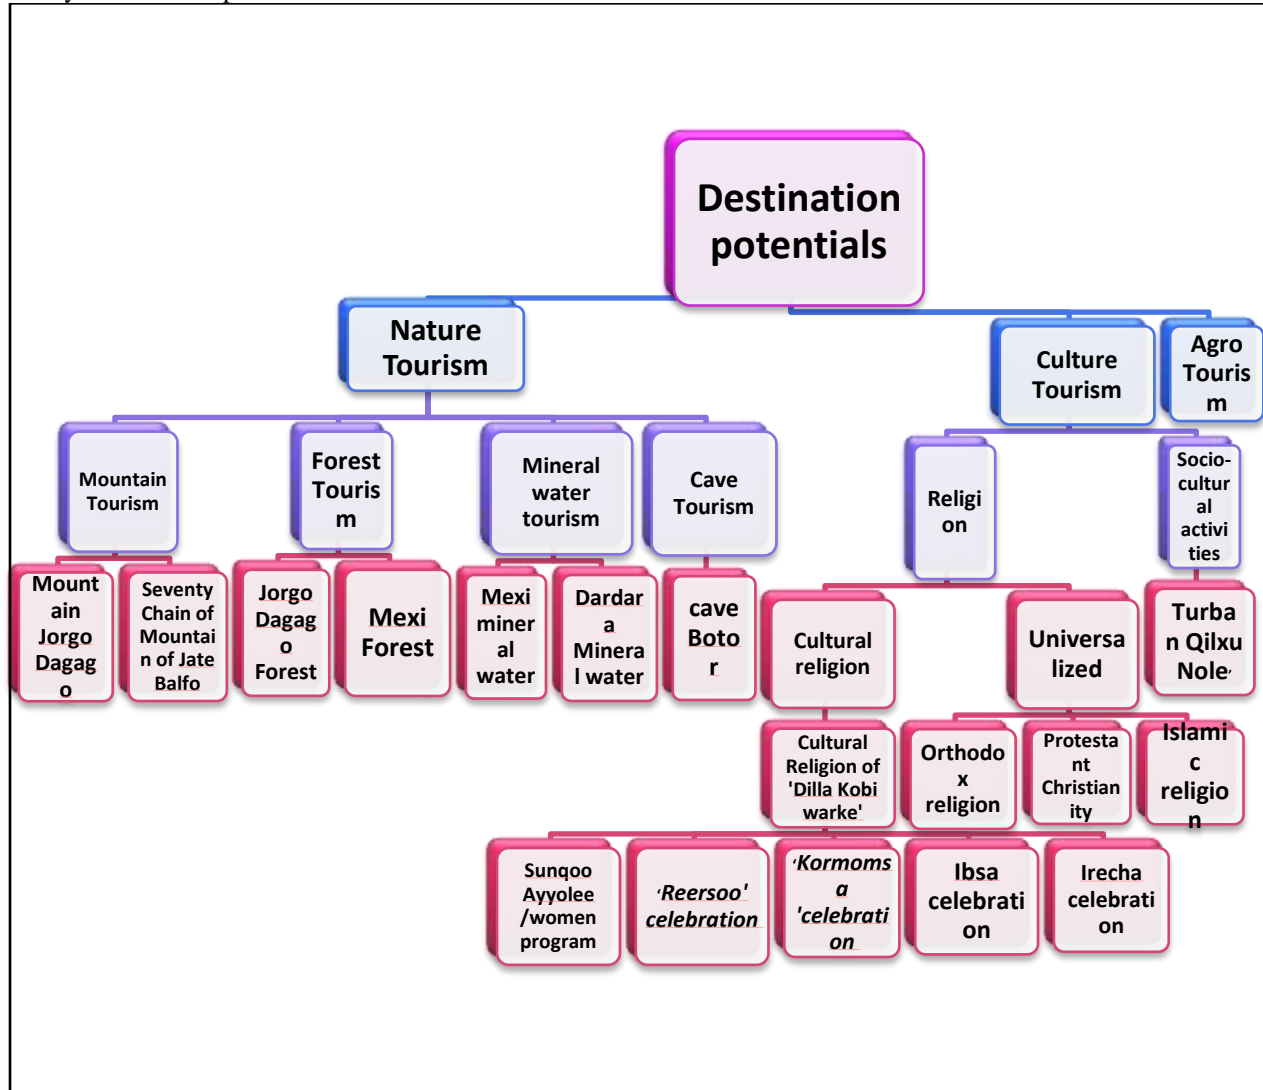 Destination
potentials
Nature
Tourism
Culture
Tourism
Agro
Touris
m
Mountain
Tourism
Forest
Touris
m
Mineral
water
tourism
Cave
Tourism
Religi
on
Socio-
cultur
al
activi
ties
Mount
ain
Jorgo
Dagag
o
Seventy
Chain of
Mountai
n of Jate
Balfo
Jorgo
Dagag
o
Forest
Mexi
Forest
Mexi
miner
al
water
Dardar
a
Minera
l water
cave
Boto
r
Cultural
religion
Universa
lized
Turba
n Qilxu
Nole'
Cultural
Religion of
'Dilla Kobi
warke'
Orthodo
x
religion
Protesta
nt
Christian
ity
Islami
c
religio
n
Sunqoo
Ayyolee
/women
program
'Reersoo'
celebration
'Kormoms
a
'celebrati
on
Ibsa
celebrati
on
Irecha
celebrati
on